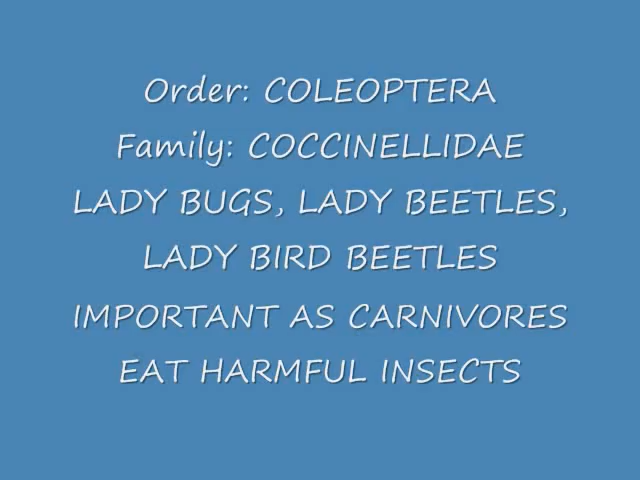 Order: COLEOPTERA
Family: COCCINELLIDAE
LADY BUGS, LADY BEETLES,
LADY BIRD BEETLES
IMPORTANT AS CARNIVORES
EAT HARMFUL INSECTS